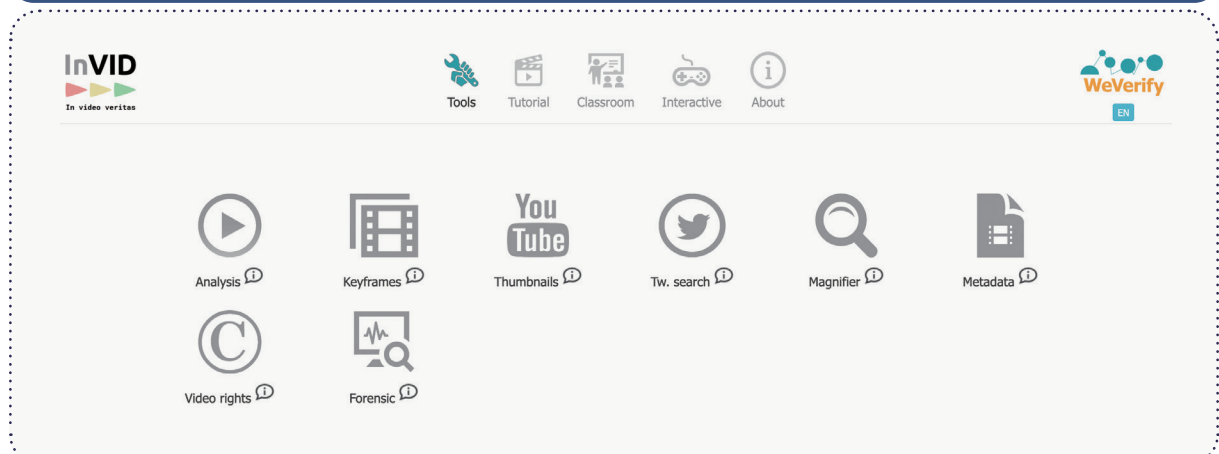 InVID
In video veritas
Tools
Tutorial
Classroom
Interactive
About
WeVerify
EN
Analysis
Keyframes
You
Tube
Thumbnails
Tw. search
Magnifier
Metadata
C
Video rights
Forensic